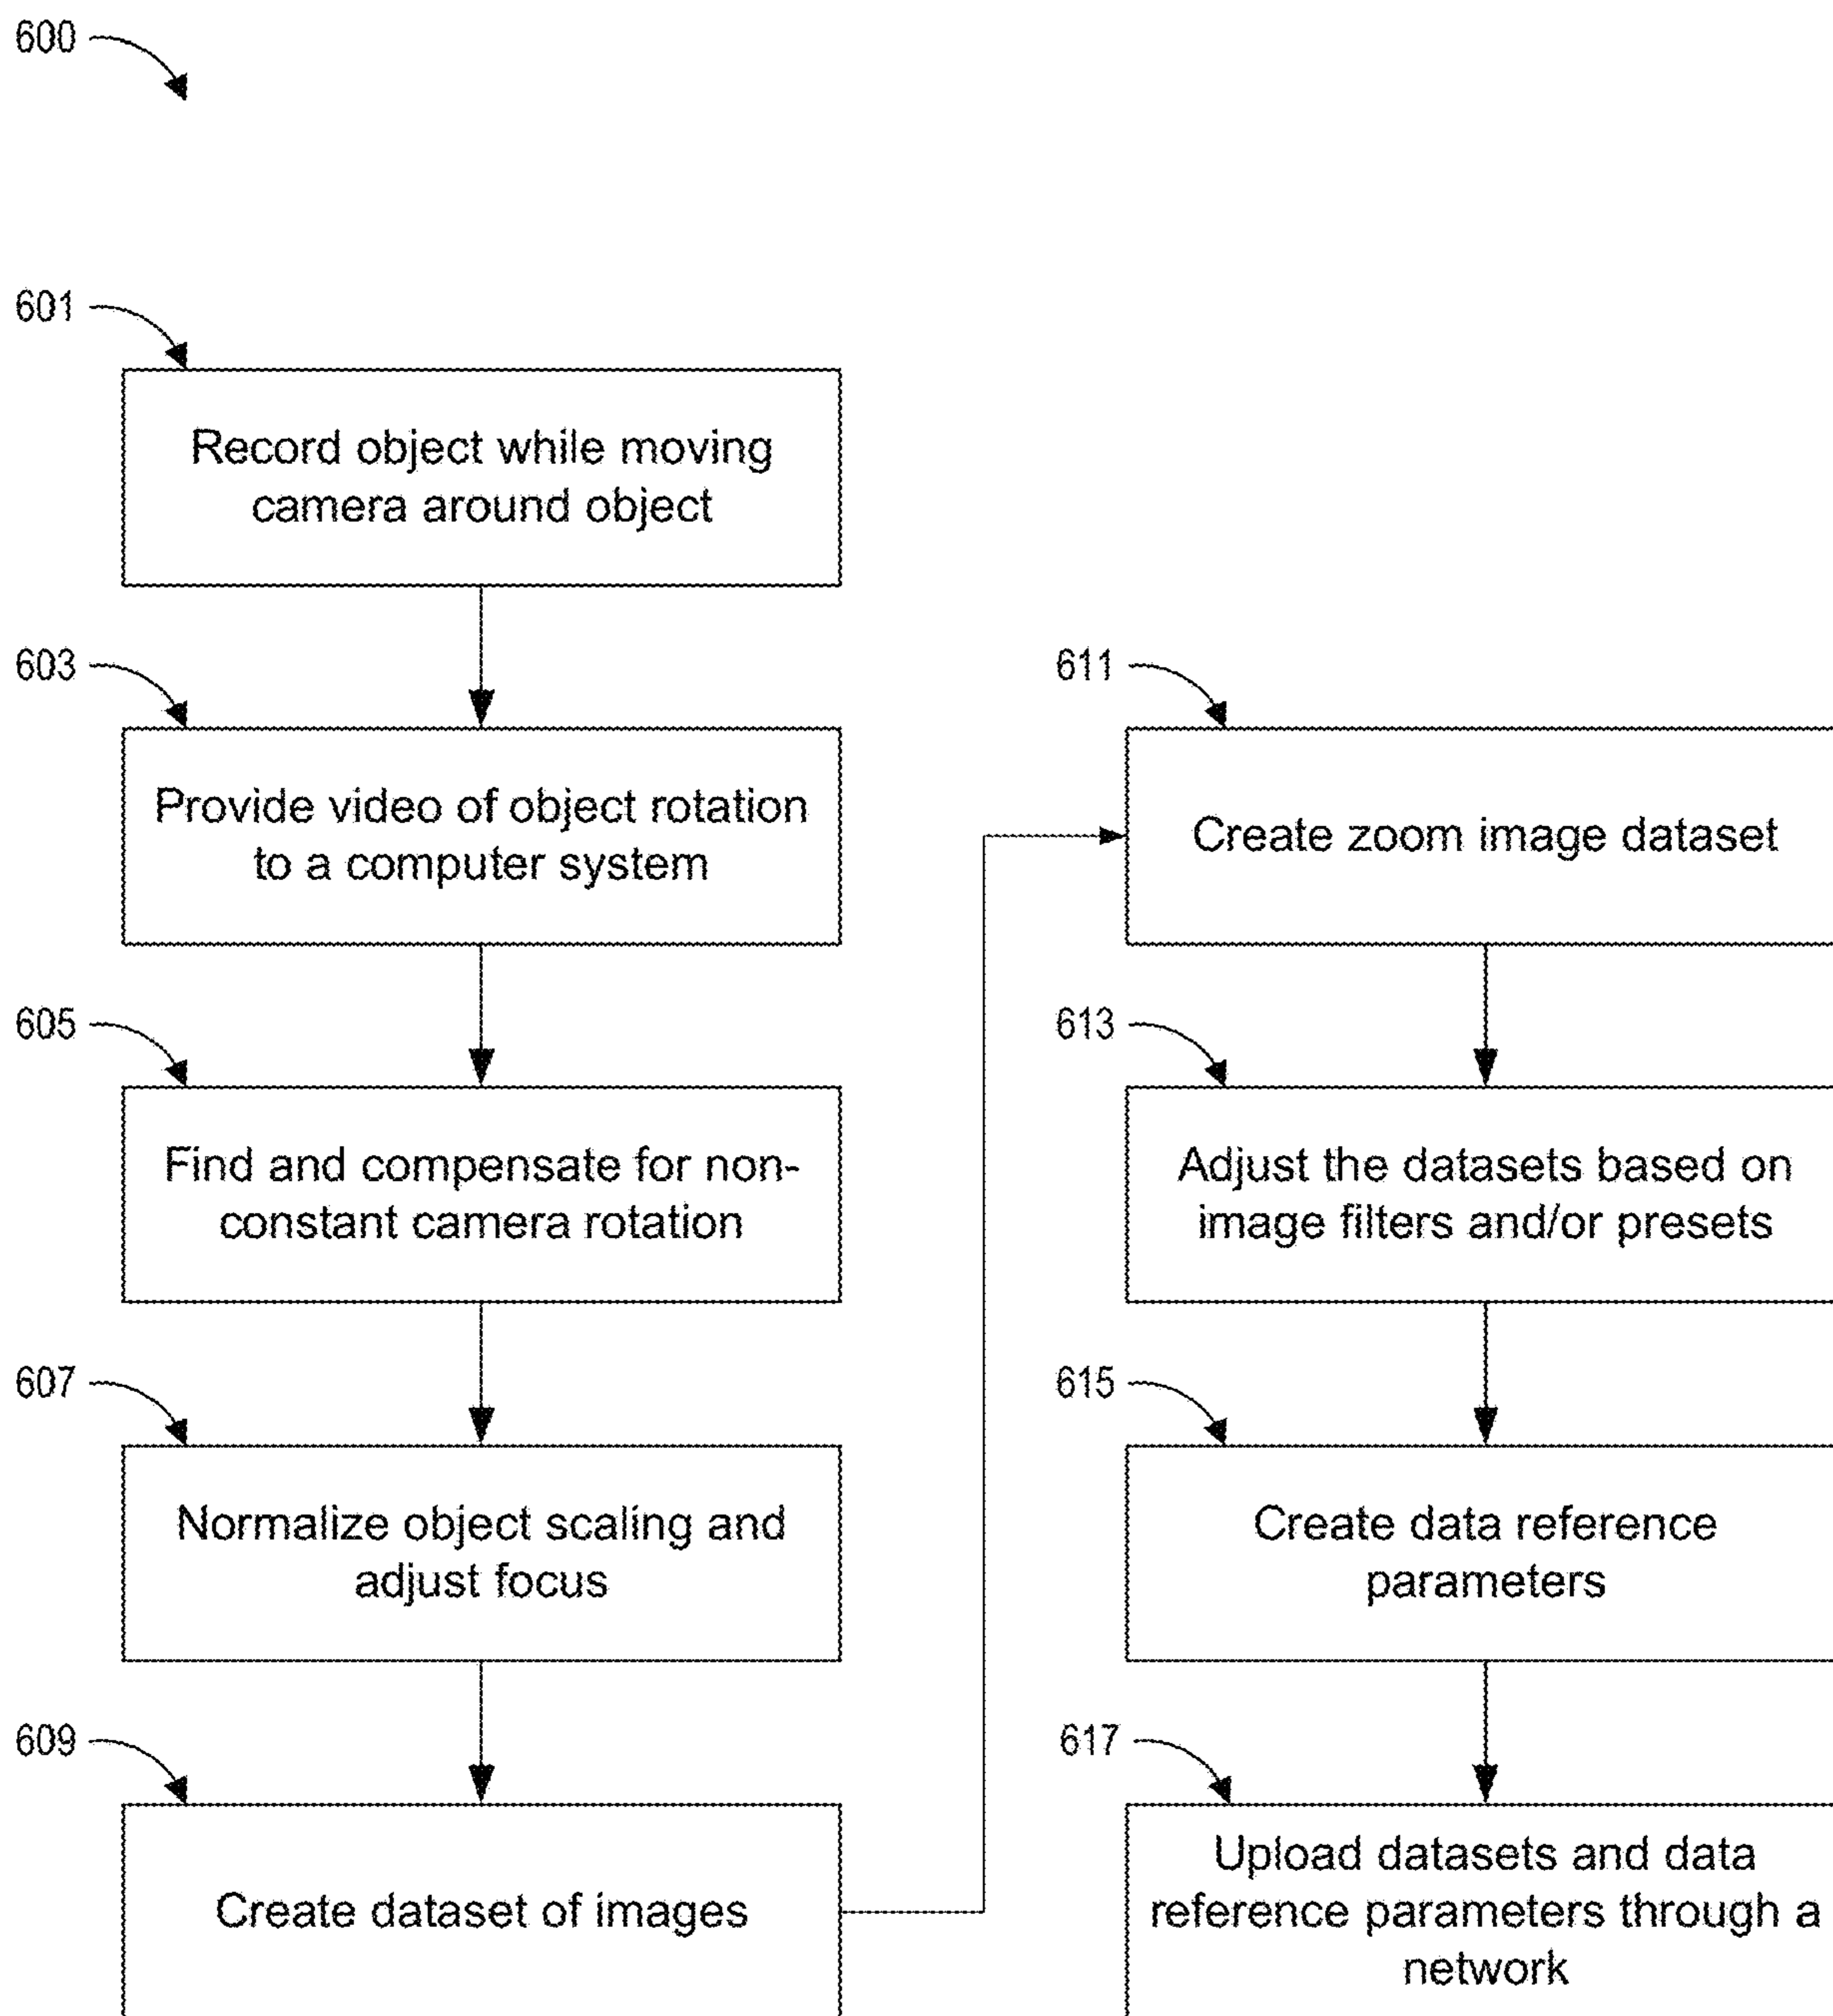 600
601
Record object while moving
camera around object
603
Provide video of object rotation
to a computer system
605
Find and compensate for non-
constant camera rotation
607
Normalize object scaling and
adjust focus
609
Create dataset of images
611
Create zoom image dataset
613
Adjust the datasets based on
image filters and/or presets
615
Create data reference
parameters
617
Upload datasets and data
reference parameters through a
network